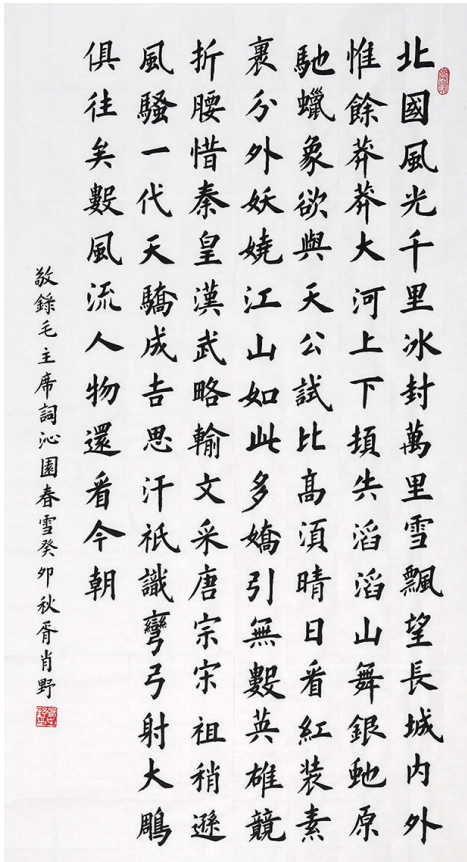 北國風光千里冰封萬里雪飄望長城内外
惟餘莽莽大河上下頓失滔滔山舞銀虵原
馳蠟象欲與天公試比高須晴日看紅装素
裹分外妖嬈江山如此多嬌引無數英雄競
折腰惜秦皇漢武略輸文采唐宗宋祖稍遜
風騷一代天驕成吉思汗祇識彎弓射大鵰
俱往矣數風流人物還看今朝
敬錄毛主席詞沁園春雪癸卯秋胥肖野